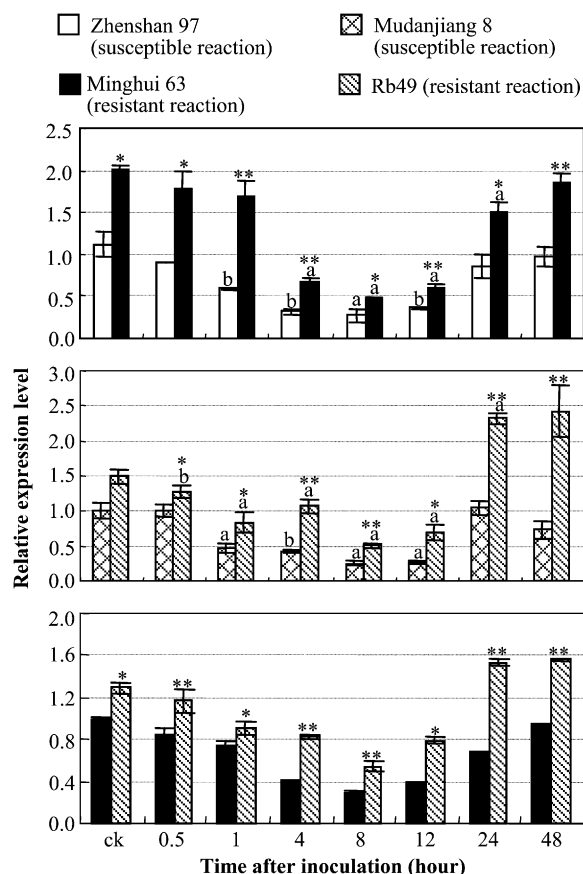 Zhenshan 97
(susceptible reaction)
Mudanjiang 8
(susceptible reaction)
Minghui 63
(resistant reaction)
Rb49 (resistant reaction)
Relative expression level
2.5
2.0
1.5
1.0
0.5
0.0
* * ** ** * ** * **
b b a a a b a a
3.0
2.5
2.0
1.5
1.0
0.5
0.0
* * ** ** * ** **
b a a b a a a a a a
2.0
1.6
1.2
0.8
0.4
0.0
* ** * ** ** * ** **
ck 0.5 1 4 8 12 24 48
Time after inoculation (hour)